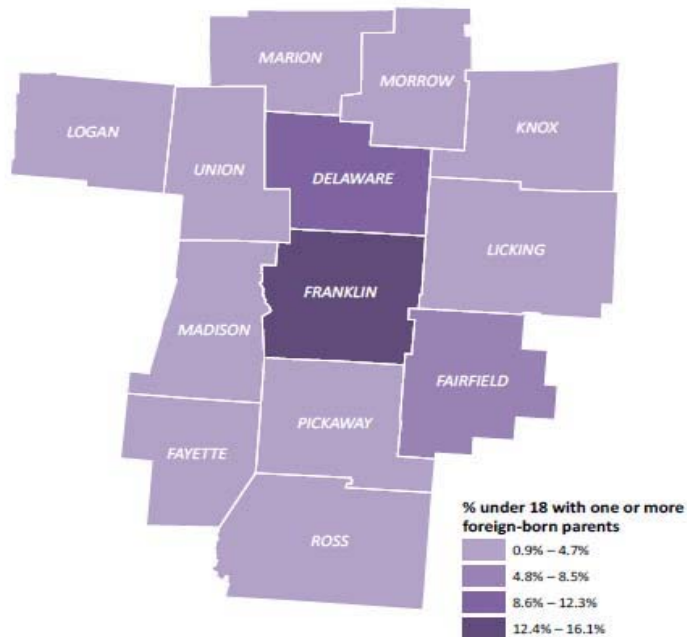 MARION
MORROW
LOGAN
KNOX
UNION
DELAWARE
LICKING
FRANKLIN
MADISON
FAIRFIELD
PICKAWAY
FAYETTE
ROSS
% under 18 with one or more
foreign-born parents
0.9% – 4.7%
4.8% – 8.5%
8.6% – 12.3%
12.4% – 16.1%